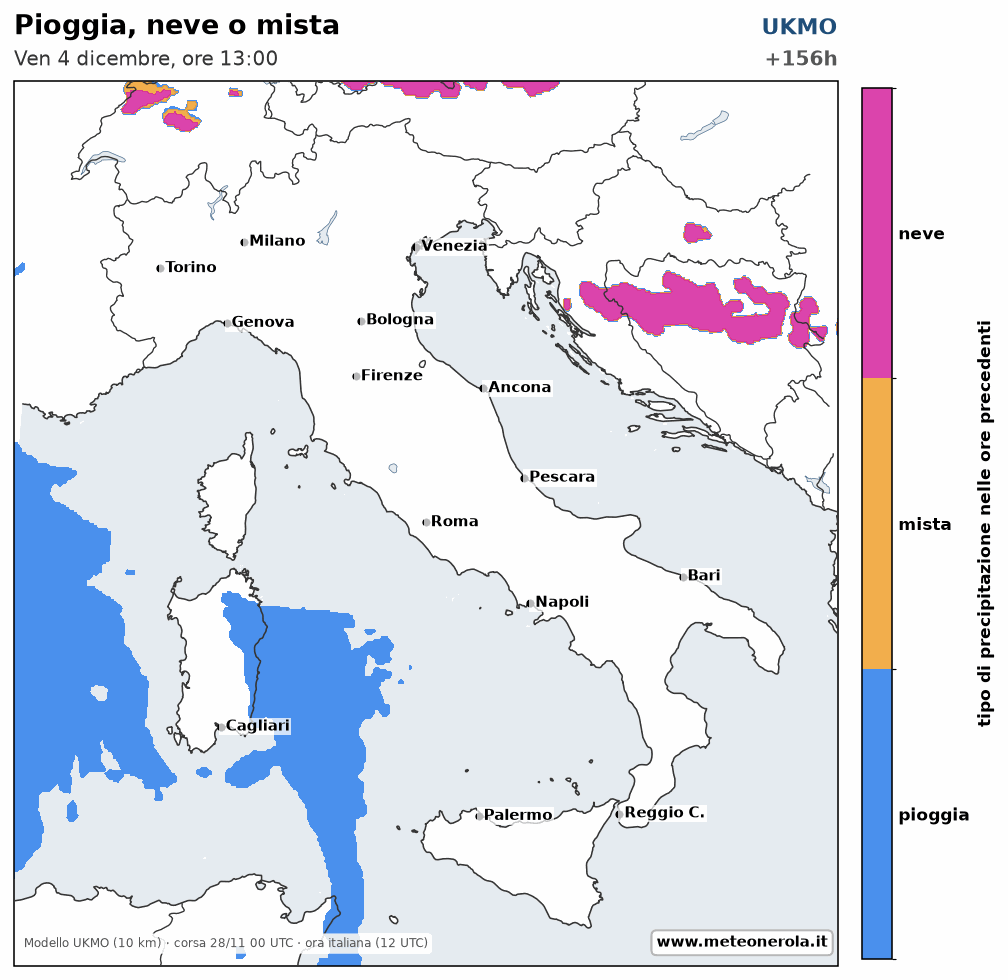 Pioggia, neve o mista
UKMO
Ven 4 dicembre, ore 13:00
+156h
neve
mista
pioggia
tipo di precipitazione nelle ore precedenti
Milano
Venezia
Torino
Genova
Bologna
Firenze
Ancona
Pescara
Roma
Bari
Napoli
Cagliari
Palermo
Reggio C.
Modello UKMO (10 km) · corsa 28/11 00 UTC · ora italiana (12 UTC)
www.meteonerola.it